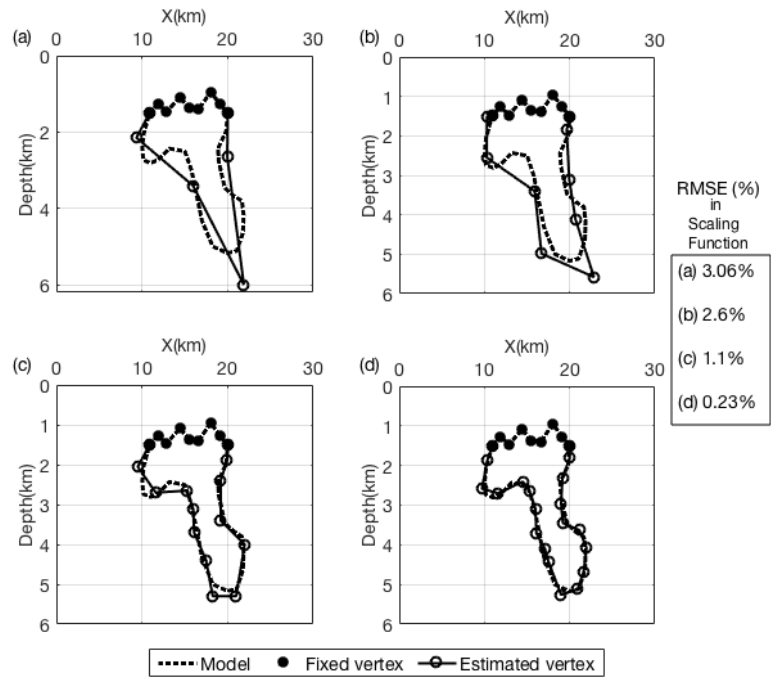 X(km)
X(km)
(a)
0
10
20
30
(b)
0
10
20
30
0
2
4
6
Depth(km)
0
1
2
3
4
5
6
Depth(km)
RMSE (%)
in
Scaling
Function
(a) 3.06%
(b) 2.6%
(c) 1.1%
(d) 0.23%
X(km)
X(km)
(c)
0
10
20
30
(d)
0
10
20
30
0
1
2
3
4
5
6
Depth(km)
0
1
2
3
4
5
6
Depth(km)
Model
Fixed vertex
Estimated vertex